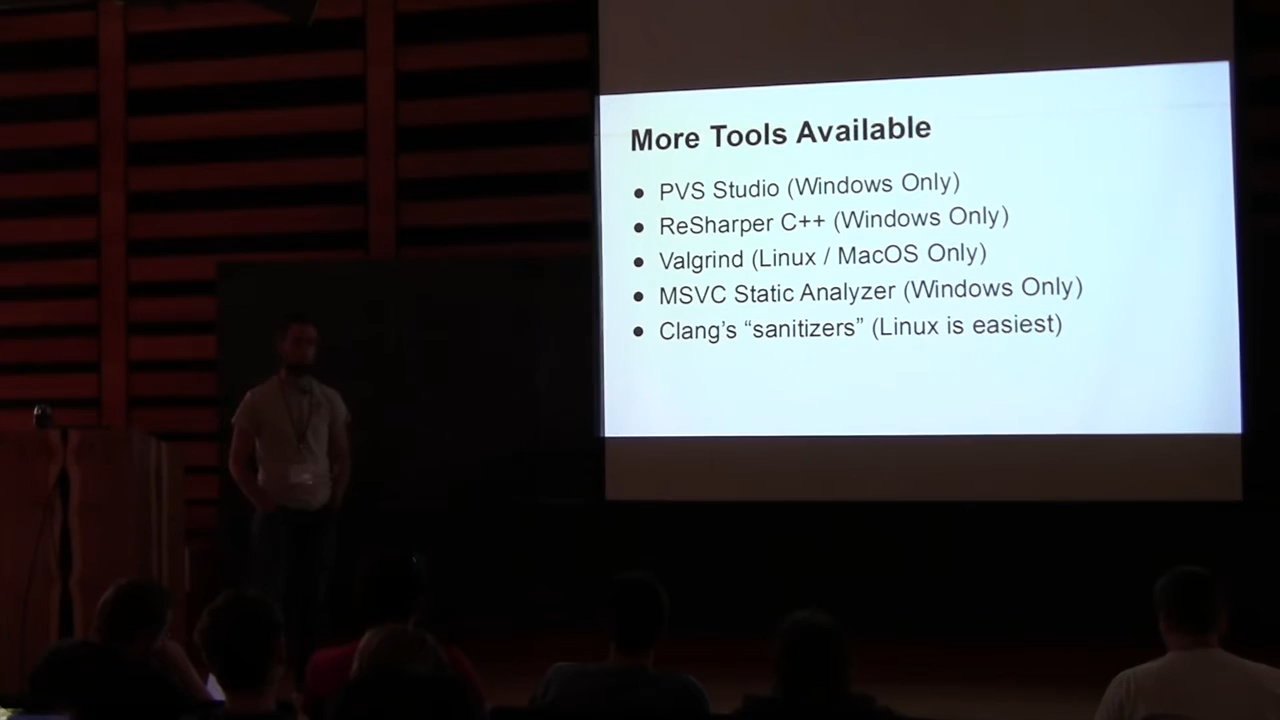 More Tools Available
● PVS Studio (Windows Only)
● ReSharper C++ (Windows Only)
● Valgrind (Linux / MacOS Only)
● MSVC Static Analyzer (Windows Only)
● Clang’s “sanitizers” (Linux is easiest)